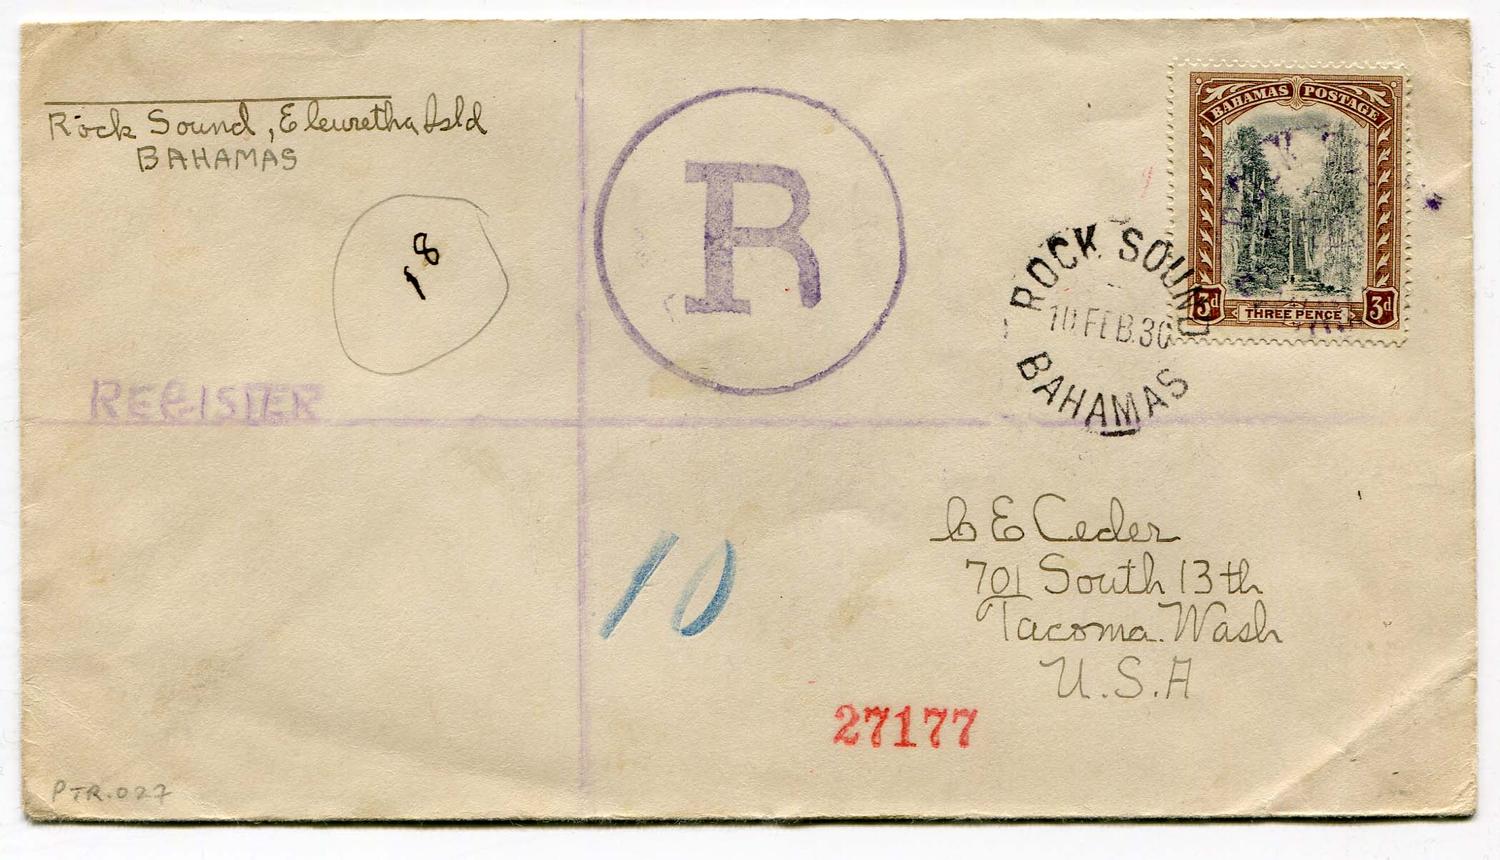 Rock Sound, Eleuretha Isld
BAHAMAS
18
REGISTER
R
ROCK SOUND
10 FEB.30
BAHAMAS
BAHAMAS POSTAGE
3d THREE PENCE 3d
10
C E Ceder
701 South 13th
Tacoma. Wash
U.S.A
27177
PTR.027